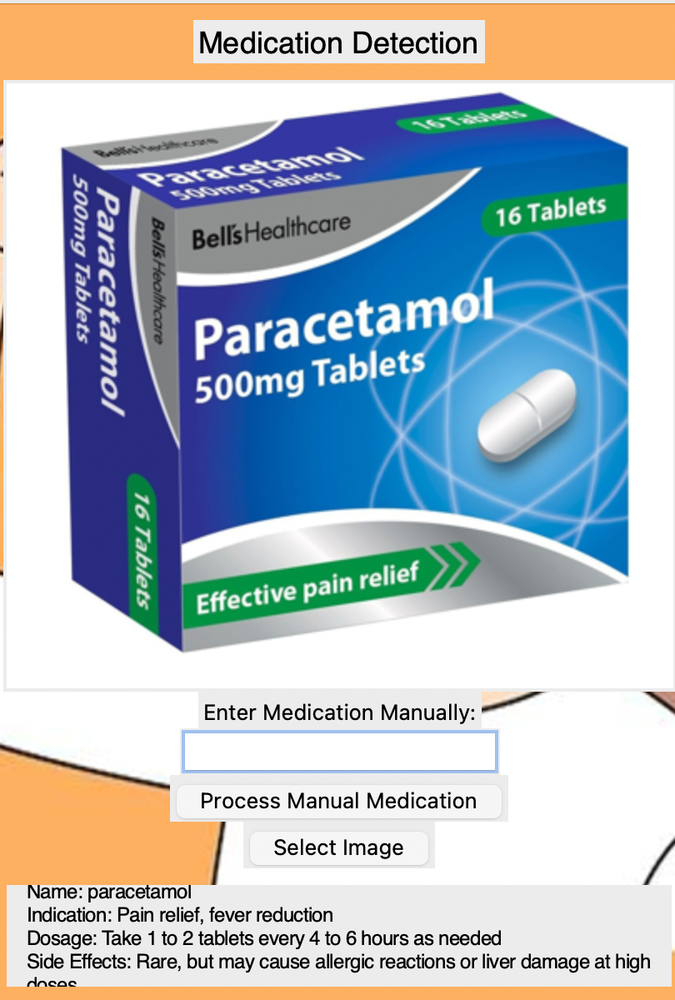 Medication Detection
Bell's Healthcare
16 Tablets
Paracetamol
500mg Tablets
Paracetamol
500mg Tablets
Bell's Healthcare
16 Tablets
Bell's Healthcare
16 Tablets
Paracetamol
500mg Tablets
Effective pain relief
Enter Medication Manually:
Process Manual Medication
Select Image
Name: paracetamol
Indication: Pain relief, fever reduction
Dosage: Take 1 to 2 tablets every 4 to 6 hours as needed
Side Effects: Rare, but may cause allergic reactions or liver damage at high
doses